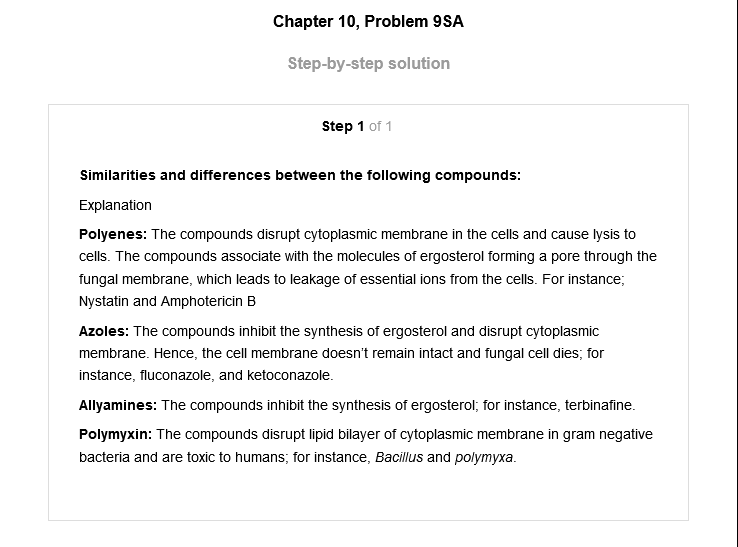 Chapter 10, Problem 9SA
Step-by-step solution
Step 1 of 1
Similarities and differences between the following compounds:
Explanation
Polyenes: The compounds disrupt cytoplasmic membrane in the cells and cause lysis to
cells. The compounds associate with the molecules of ergosterol forming a pore through the
fungal membrane, which leads to leakage of essential ions from the cells. For instance;
Nystatin and Amphotericin B
Azoles: The compounds inhibit the synthesis of ergosterol and disrupt cytoplasmic
membrane. Hence, the cell membrane doesn’t remain intact and fungal cell dies; for
instance, fluconazole, and ketoconazole.
Allyamines: The compounds inhibit the synthesis of ergosterol; for instance, terbinafine.
Polymyxin: The compounds disrupt lipid bilayer of cytoplasmic membrane in gram negative
bacteria and are toxic to humans; for instance, Bacillus and polymyxa.